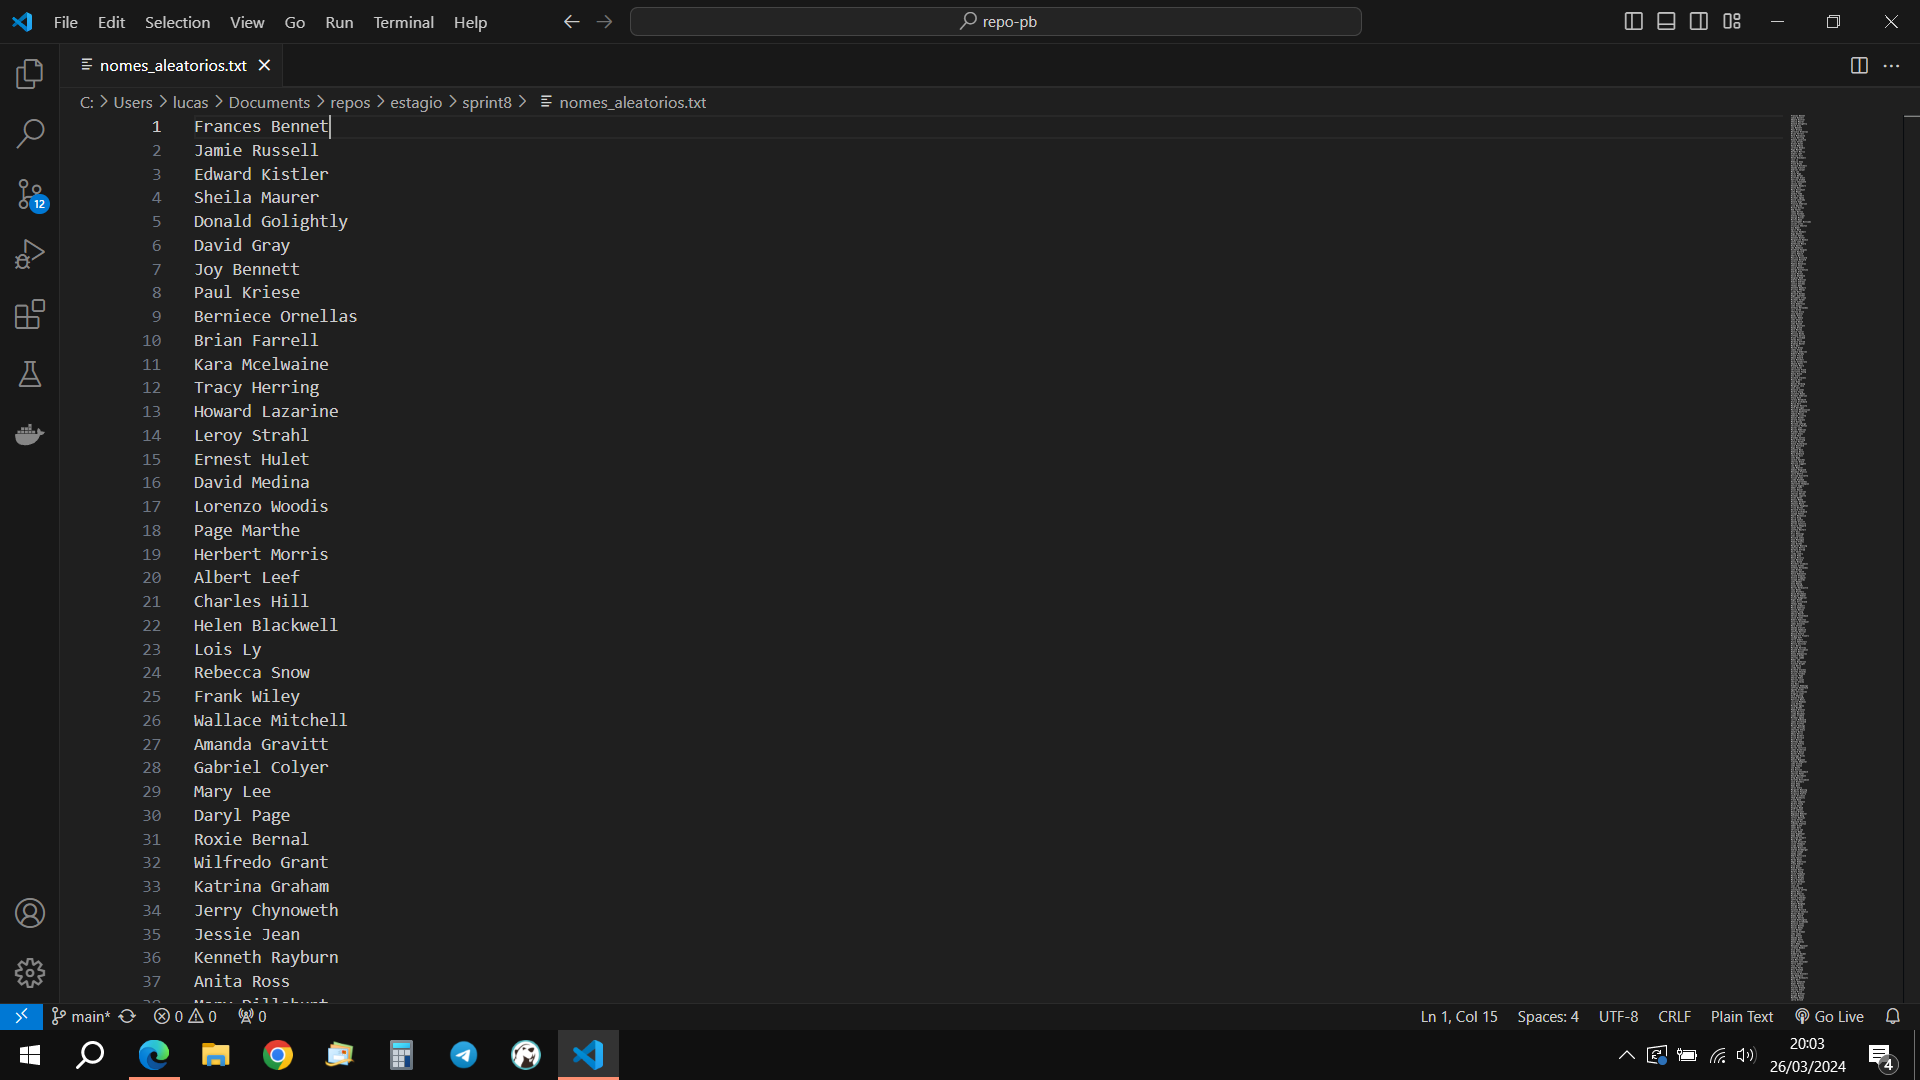 File Edit Selection View Go Run Terminal Help
repo-pb
nomes_aleatorios.txt
C: Users lucas Documents repos estagio sprint8 nomes_aleatorios.txt
1 Frances Bennet
2 Jamie Russell
3 Edward Kistler
4 Sheila Maurer
5 Donald Golightly
6 David Gray
7 Joy Bennett
8 Paul Kriese
9 Berniece Ornellas
10 Brian Farrell
11 Kara Mcelwaine
12 Tracy Herring
13 Howard Lazarine
14 Leroy Strahl
15 Ernest Hulet
16 David Medina
17 Lorenzo Woodis
18 Page Marthe
19 Herbert Morris
20 Albert Leef
21 Charles Hill
22 Helen Blackwell
23 Lois Ly
24 Rebecca Snow
25 Frank Wiley
26 Wallace Mitchell
27 Amanda Gravitt
28 Gabriel Colyer
29 Mary Lee
30 Daryl Page
31 Roxie Bernal
32 Wilfredo Grant
33 Katrina Graham
34 Jerry Chynoweth
35 Jessie Jean
36 Kenneth Rayburn
37 Anita Ross
12
main* 0 0 0 Ln 1, Col 15 Spaces: 4 UTF-8 CRLF Plain Text Go Live
20:03
26/03/2024
4